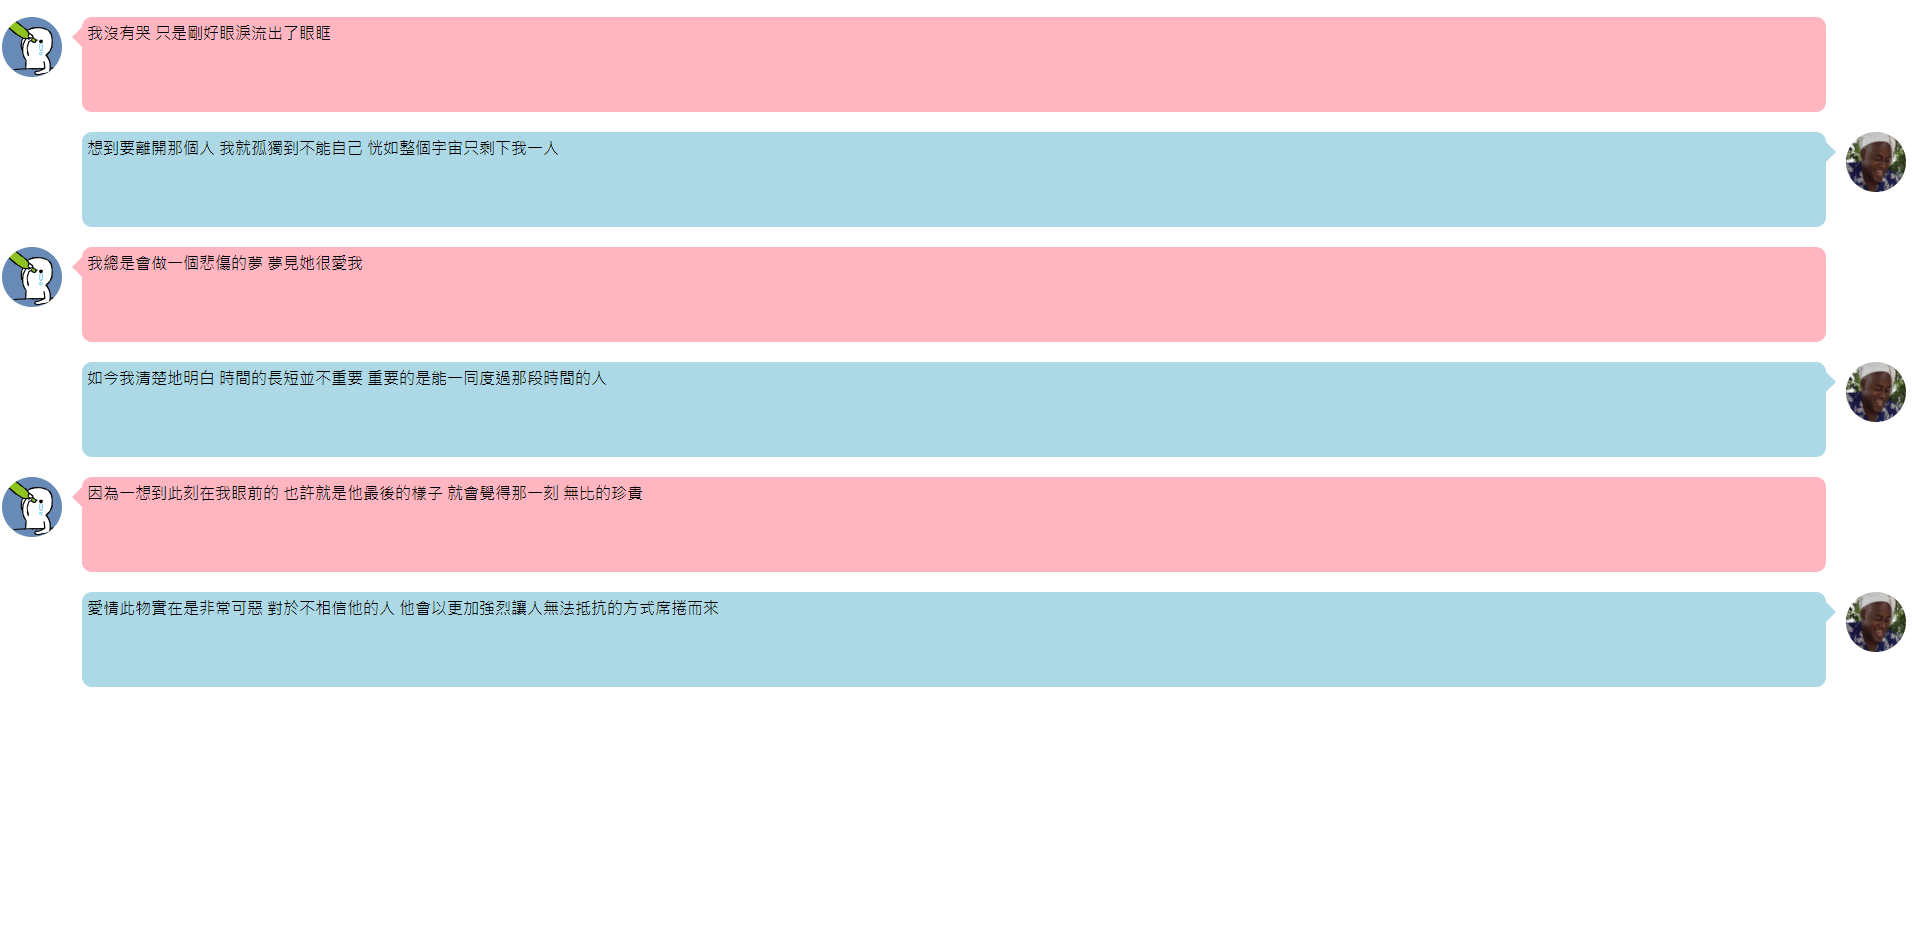 我沒有哭 只是剛好眼淚流出了眼眶
想到要離開那個人 我就孤獨到不能自己 恍如整個宇宙只剩下我一人
我總是會做一個悲傷的夢 夢見她很愛我
如今我清楚地明白 時間的長短並不重要 重要的是能一同度過那段時間的人
因為一想到此刻在我眼前的 也許就是他最後的樣子 就會覺得那一刻 無比的珍貴
愛情此物實在是非常可惡 對於不相信他的人 他會以更加強烈讓人無法抵抗的方式席捲而來